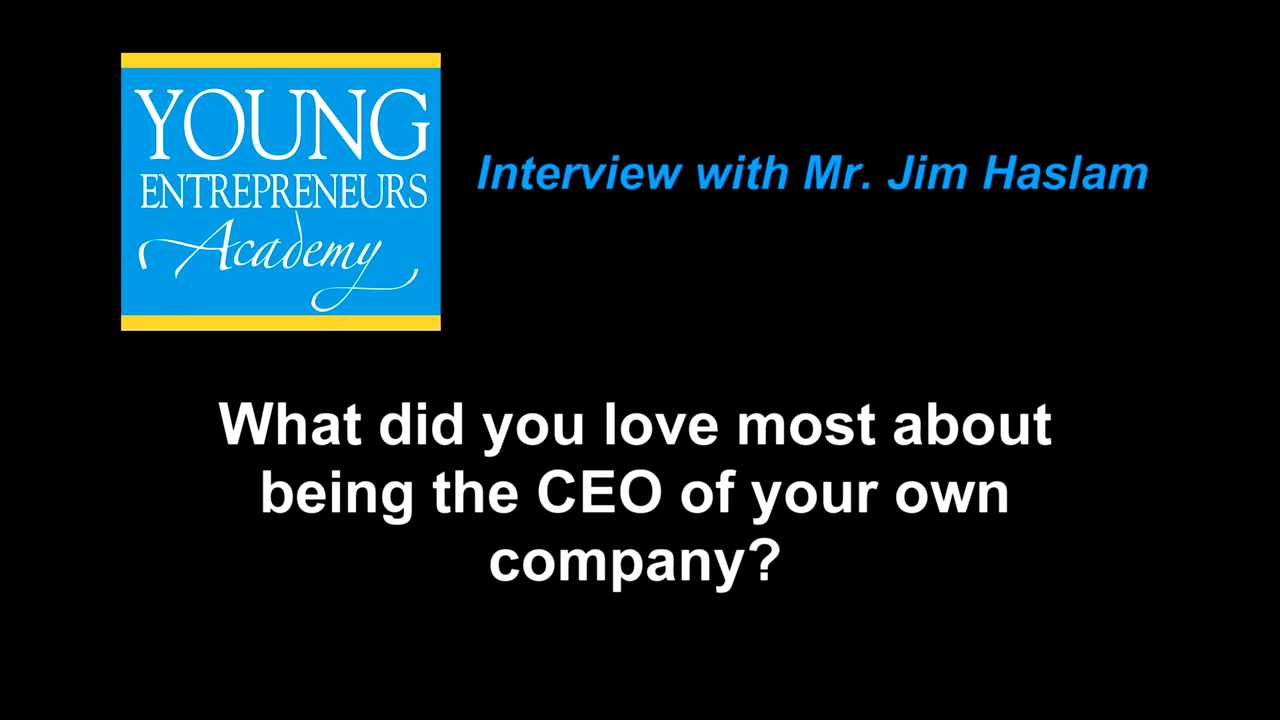 YOUNG
ENTREPRENEURS
Academy
Interview with Mr. Jim Haslam
What did you love most about
being the CEO of your own
company?